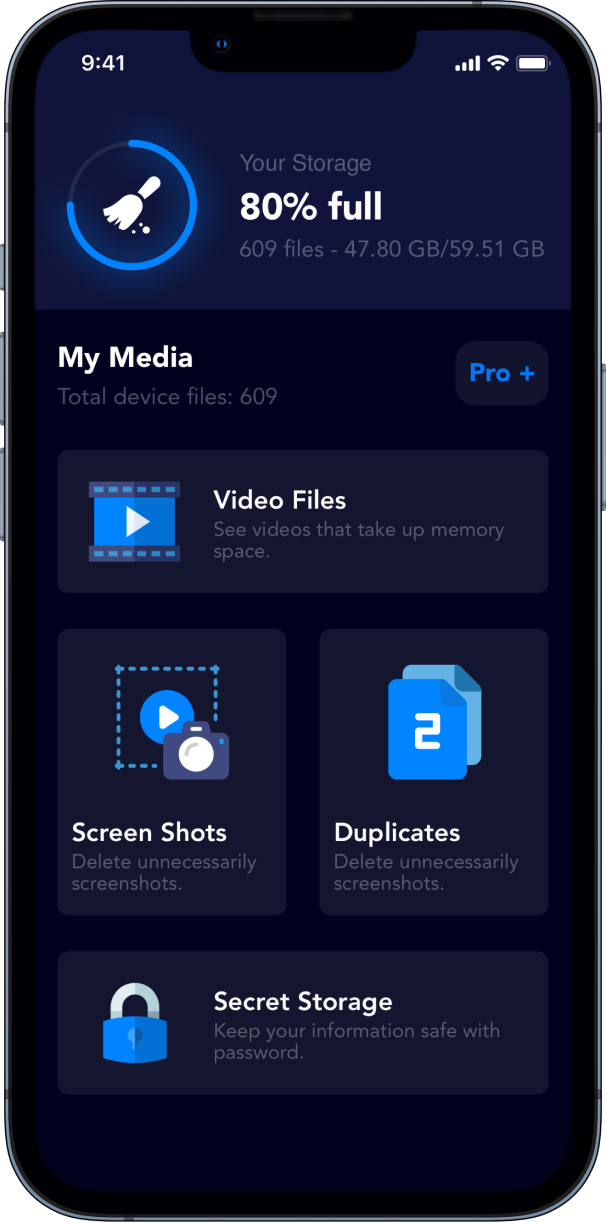 9:41
Your Storage
80% full
609 files - 47.80 GB/59.51 GB
My Media
Total device files: 609
Pro +
Video Files
See videos that take up memory
space.
2
Screen Shots
Delete unnecessarily
screenshots.
Duplicates
Delete unnecessarily
screenshots.
Secret Storage
Keep your information safe with
password.